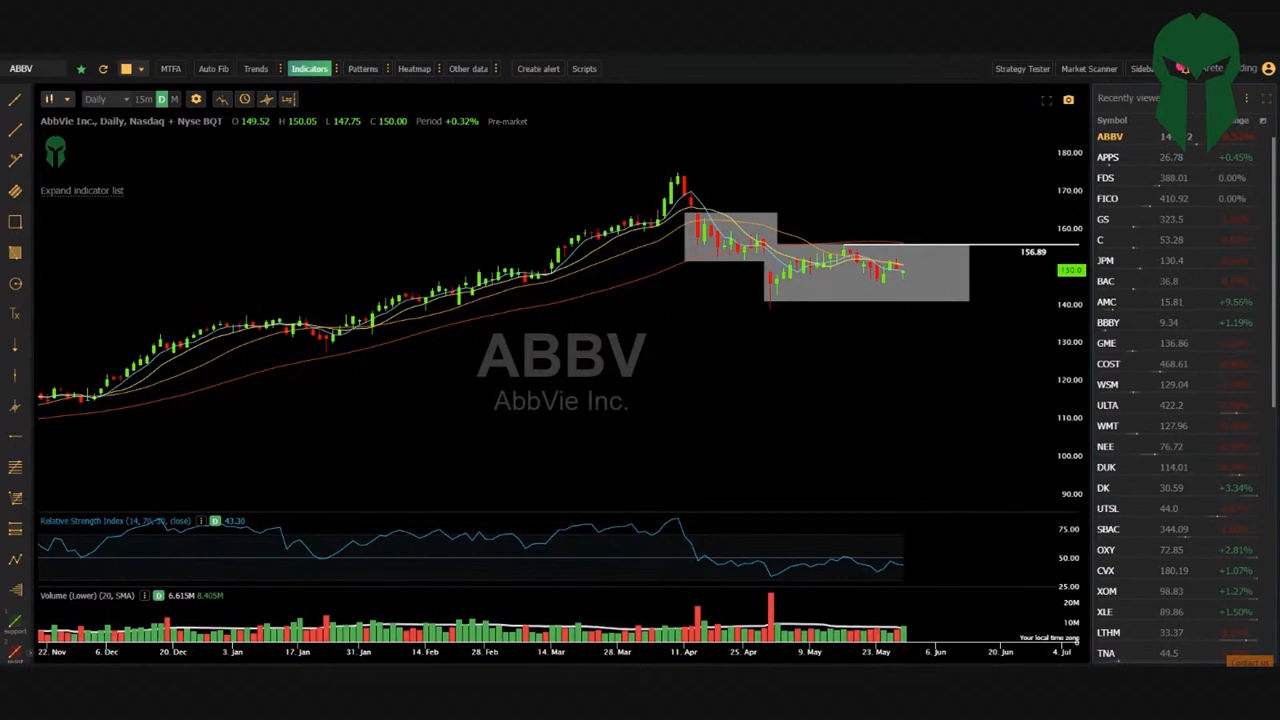 ABBV MTFA Auto Fib Trends Indicators Patterns Heatmap Other data Create alert Scripts Strategy Tester Market Scanner
Daily 15m D M Log
Recently
AbbVie Inc., Daily, Nasdaq + Nyse BQT O 149.52 H 150.05 L 147.75 C 150.00 Period +0.32% Pre-market
Symbol
Expand indicator list
ABBV
APPS 26.78 +0.45%
FDS 388.01 0.00%
FICO 410.92 0.00%
GS 323.5
C 53.28
JPM 130.4
BAC 36.8
AMC 15.81 +9.56%
BBBY 9.34 +1.19%
GME 136.86
COST 468.61
WSM 129.04
ULTA 422.2
WMT 127.96
NEE 76.72
DUK 114.01
DK 30.59 +3.34%
UTSL 44.0
SBAC 344.09
OXY 72.85 +2.81%
CVX 180.19 +1.07%
XOM 98.83 +1.27%
XLE 89.86 +1.50%
LTHM 33.37
TNA 44.5
Contact us
180.00
170.00
160.00
156.89
150.0
140.00
130.00
120.00
110.00
100.00
90.00
ABBV
AbbVie Inc.
Relative Strength Index (14, 70, 30, close) D 43.30
75.00
50.00
25.00
Volume (Lower) (20, SMA) D 6.615M 8.405M
20M
10M
0
Your local time zone
22. Nov 6. Dec 20. Dec 3. Jan 17. Jan 31. Jan 14. Feb 28. Feb 14. Mar 28. Mar 11. Apr 25. Apr 9. May 23. May 6. Jun 20. Jun 4. Jul
support